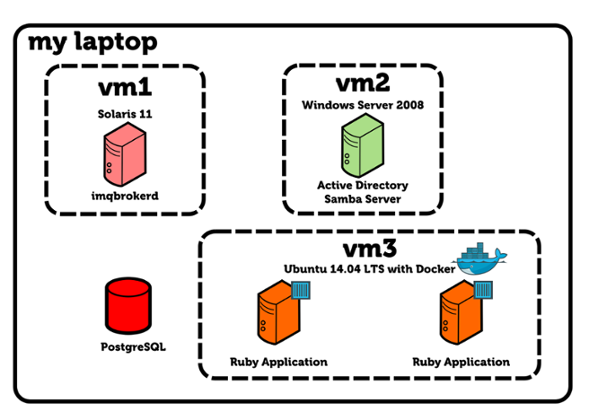 my laptop
vm1
Solaris 11
imqbrokerd
vm2
Windows Server 2008
Active Directory
Samba Server
vm3
Ubuntu 14.04 LTS with Docker
Ruby Application
Ruby Application
PostgreSQL